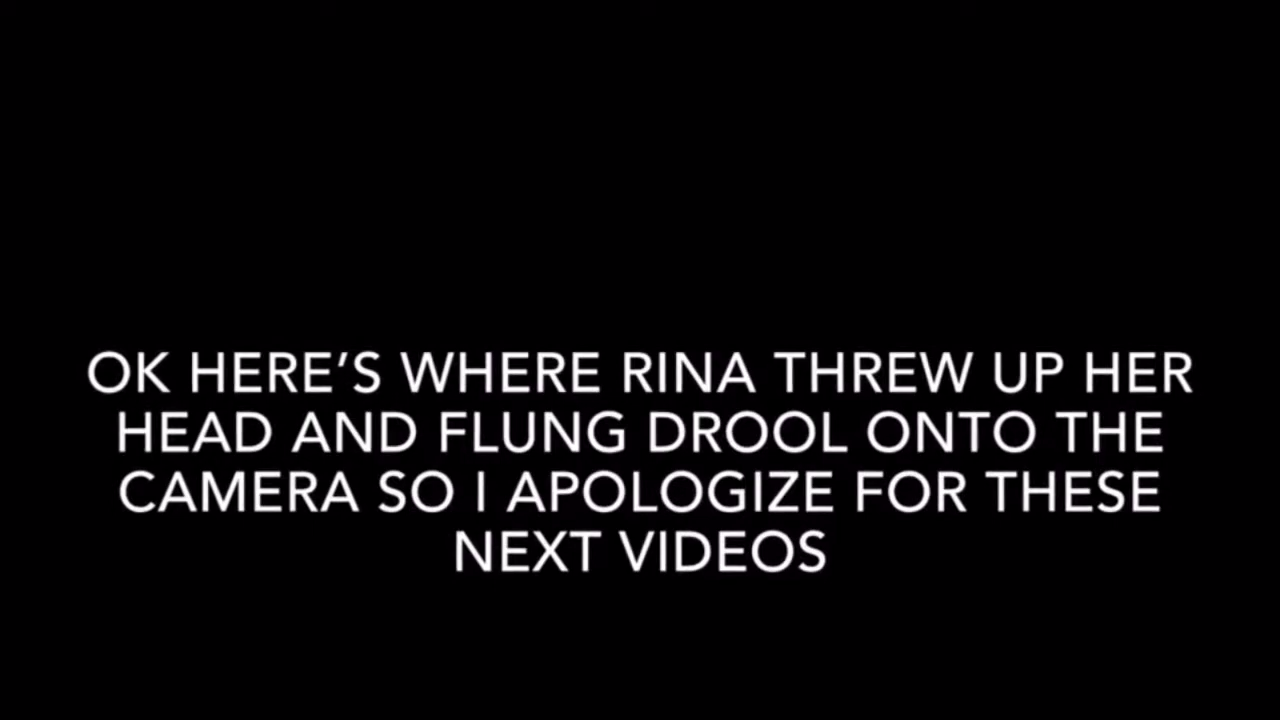 OK HERE’S WHERE RINA THREW UP HER
HEAD AND FLUNG DROOL ONTO THE
CAMERA SO I APOLOGIZE FOR THESE
NEXT VIDEOS